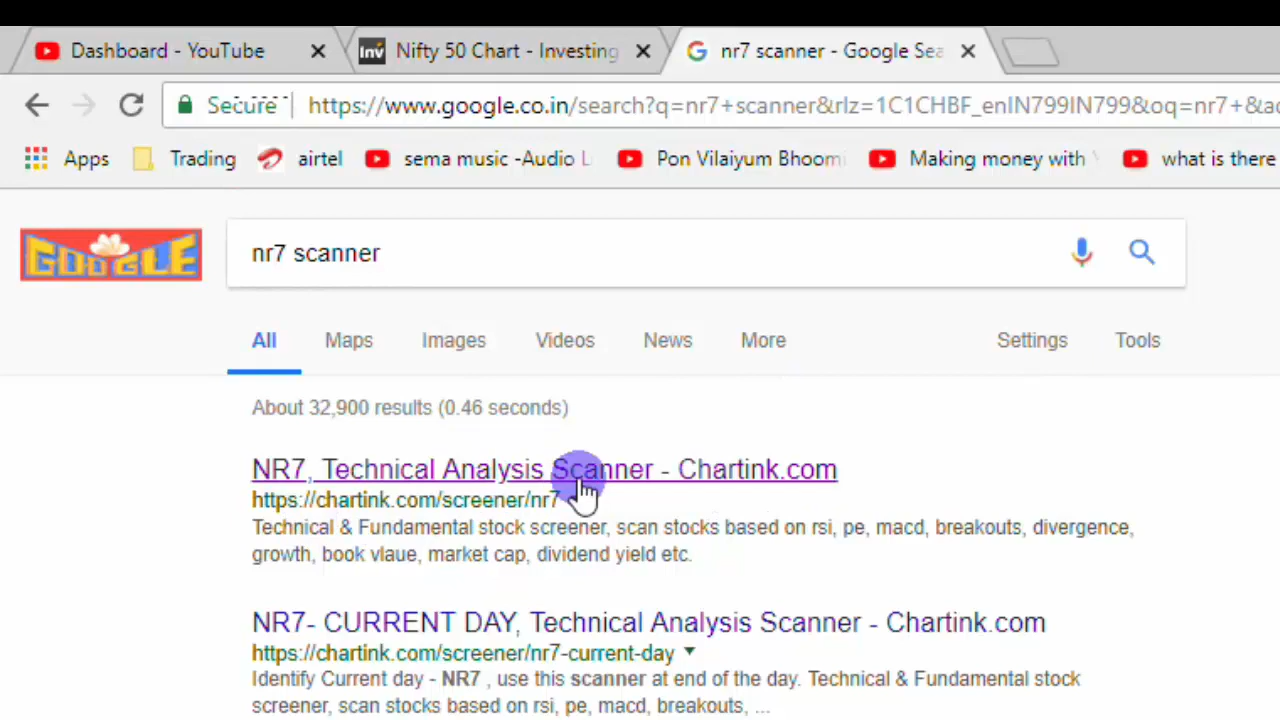 Dashboard - YouTube
Nifty 50 Chart - Investing
nr7 scanner - Google Sea
Secure
https://www.google.co.in/search?q=nr7+scanner&rlz=1C1CHBF_enIN799IN799&oq=nr7+&a
Apps Trading airtel sema music -Audio L Pon Vilaiyum Bhoomi Making money with what is there
GOOGLE
nr7 scanner
All Maps Images Videos News More Settings Tools
About 32,900 results (0.46 seconds)
NR7, Technical Analysis Scanner - Chartink.com
https://chartink.com/screener/nr7
Technical & Fundamental stock screener, scan stocks based on rsi, pe, macd, breakouts, divergence,
growth, book vlaue, market cap, dividend yield etc.
NR7- CURRENT DAY, Technical Analysis Scanner - Chartink.com
https://chartink.com/screener/nr7-current-day
Identify Current day - NR7 , use this scanner at end of the day. Technical & Fundamental stock
screener, scan stocks based on rsi, pe, macd, breakouts, ...